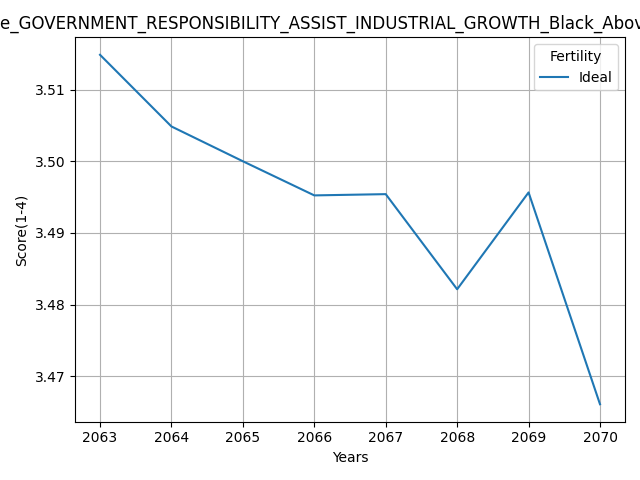 e_GOVERNMENT_RESPONSIBILITY_ASSIST_INDUSTRIAL_GROWTH_Black_Abov
Fertility
Ideal
3.51
3.50
3.49
3.48
3.47
Score(1-4)
2063 2064 2065 2066 2067 2068 2069 2070
Years